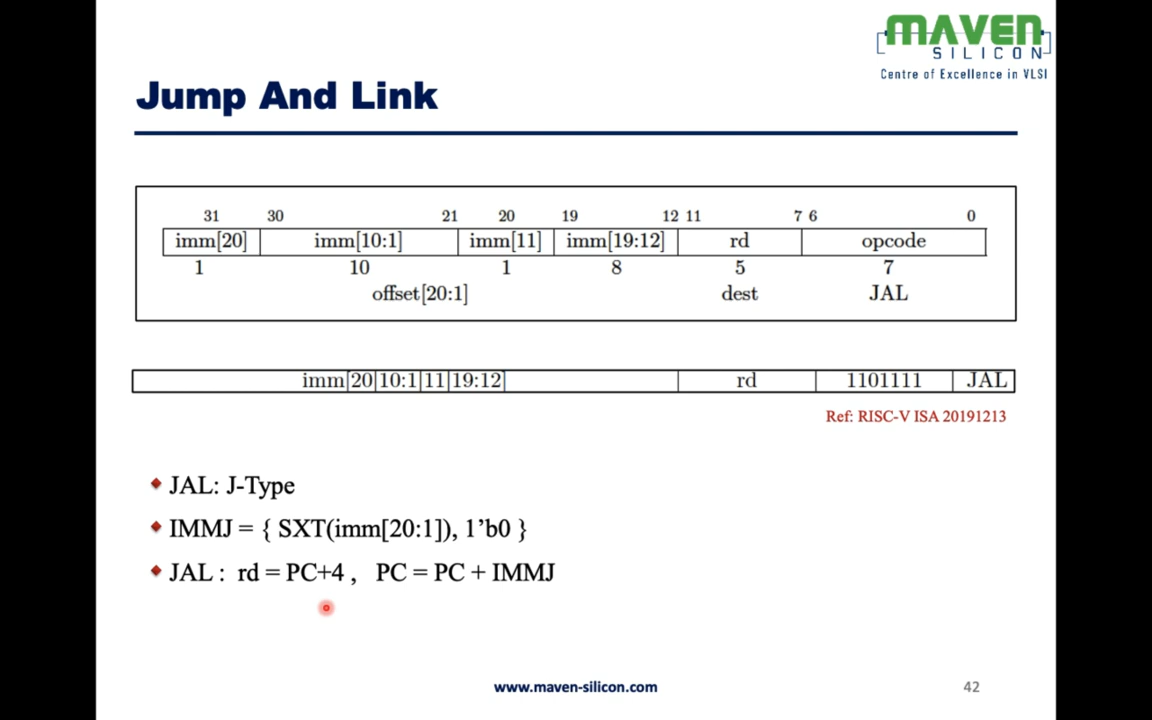 MAVEN
SILICON
Centre of Excellence in VLSI
Jump And Link
31 30 21 20 19 12 11 7 6 0
imm[20] imm[10:1] imm[11] imm[19:12] rd opcode
1 10 1 8 5 7
offset[20:1] dest JAL
imm[20|10:1|11|19:12] rd 1101111 JAL
Ref: RISC-V ISA 20191213
JAL: J-Type
IMMJ = { SXT(imm[20:1]), 1’b0 }
JAL : rd = PC+4 , PC = PC + IMMJ
www.maven-silicon.com 42